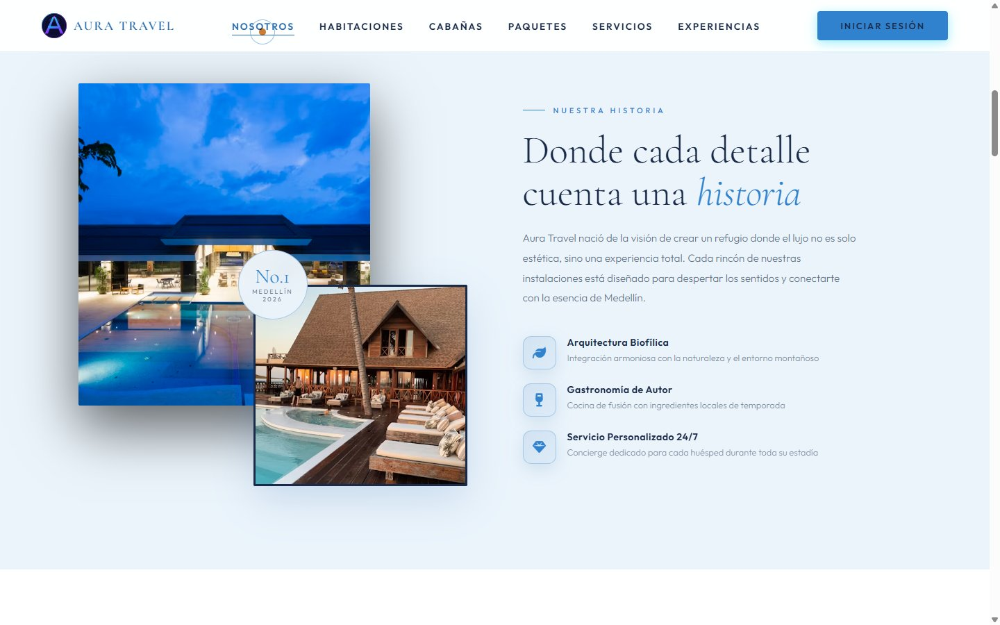 AURA TRAVEL
NOSOTROS
HABITACIONES
CABAÑAS
PAQUETES
SERVICIOS
EXPERIENCIAS
INICIAR SESIÓN
No.1
MEDELLÍN
2026
NUESTRA HISTORIA
Donde cada detalle
cuenta una historia
Aura Travel nació de la visión de crear un refugio donde el lujo no es solo
estética, sino una experiencia total. Cada rincón de nuestras
instalaciones está diseñado para despertar los sentidos y conectarte
con la esencia de Medellín.
Arquitectura Biofílica
Integración armoniosa con la naturaleza y el entorno montañoso
Gastronomía de Autor
Cocina de fusión con ingredientes locales de temporada
Servicio Personalizado 24/7
Concierge dedicado para cada huésped durante toda su estadía